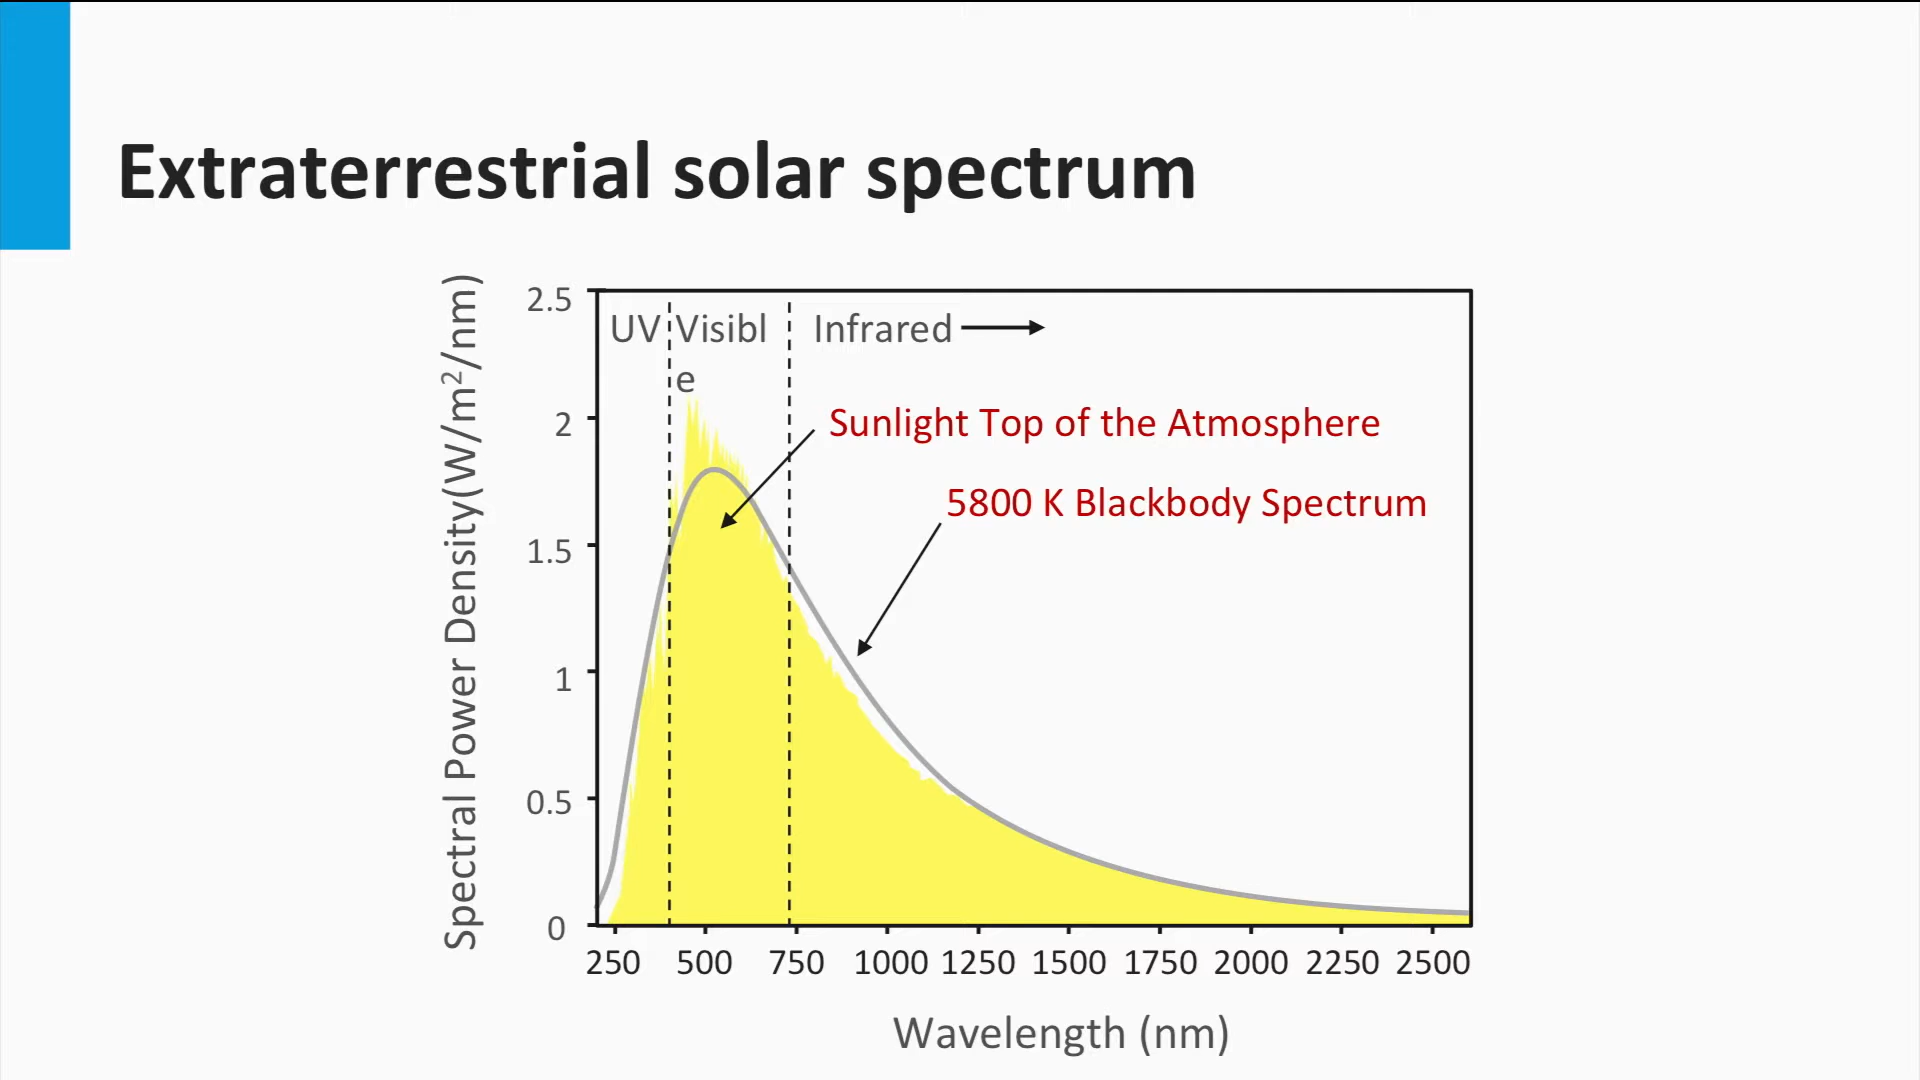 Extraterrestrial solar spectrum
Spectral Power Density(W/m²/nm)
2.5
2
1.5
1
0.5
0
UV
Visibl
e
Infrared
Sunlight Top of the Atmosphere
5800 K Blackbody Spectrum
250 500 750 1000 1250 1500 1750 2000 2250 2500
Wavelength (nm)